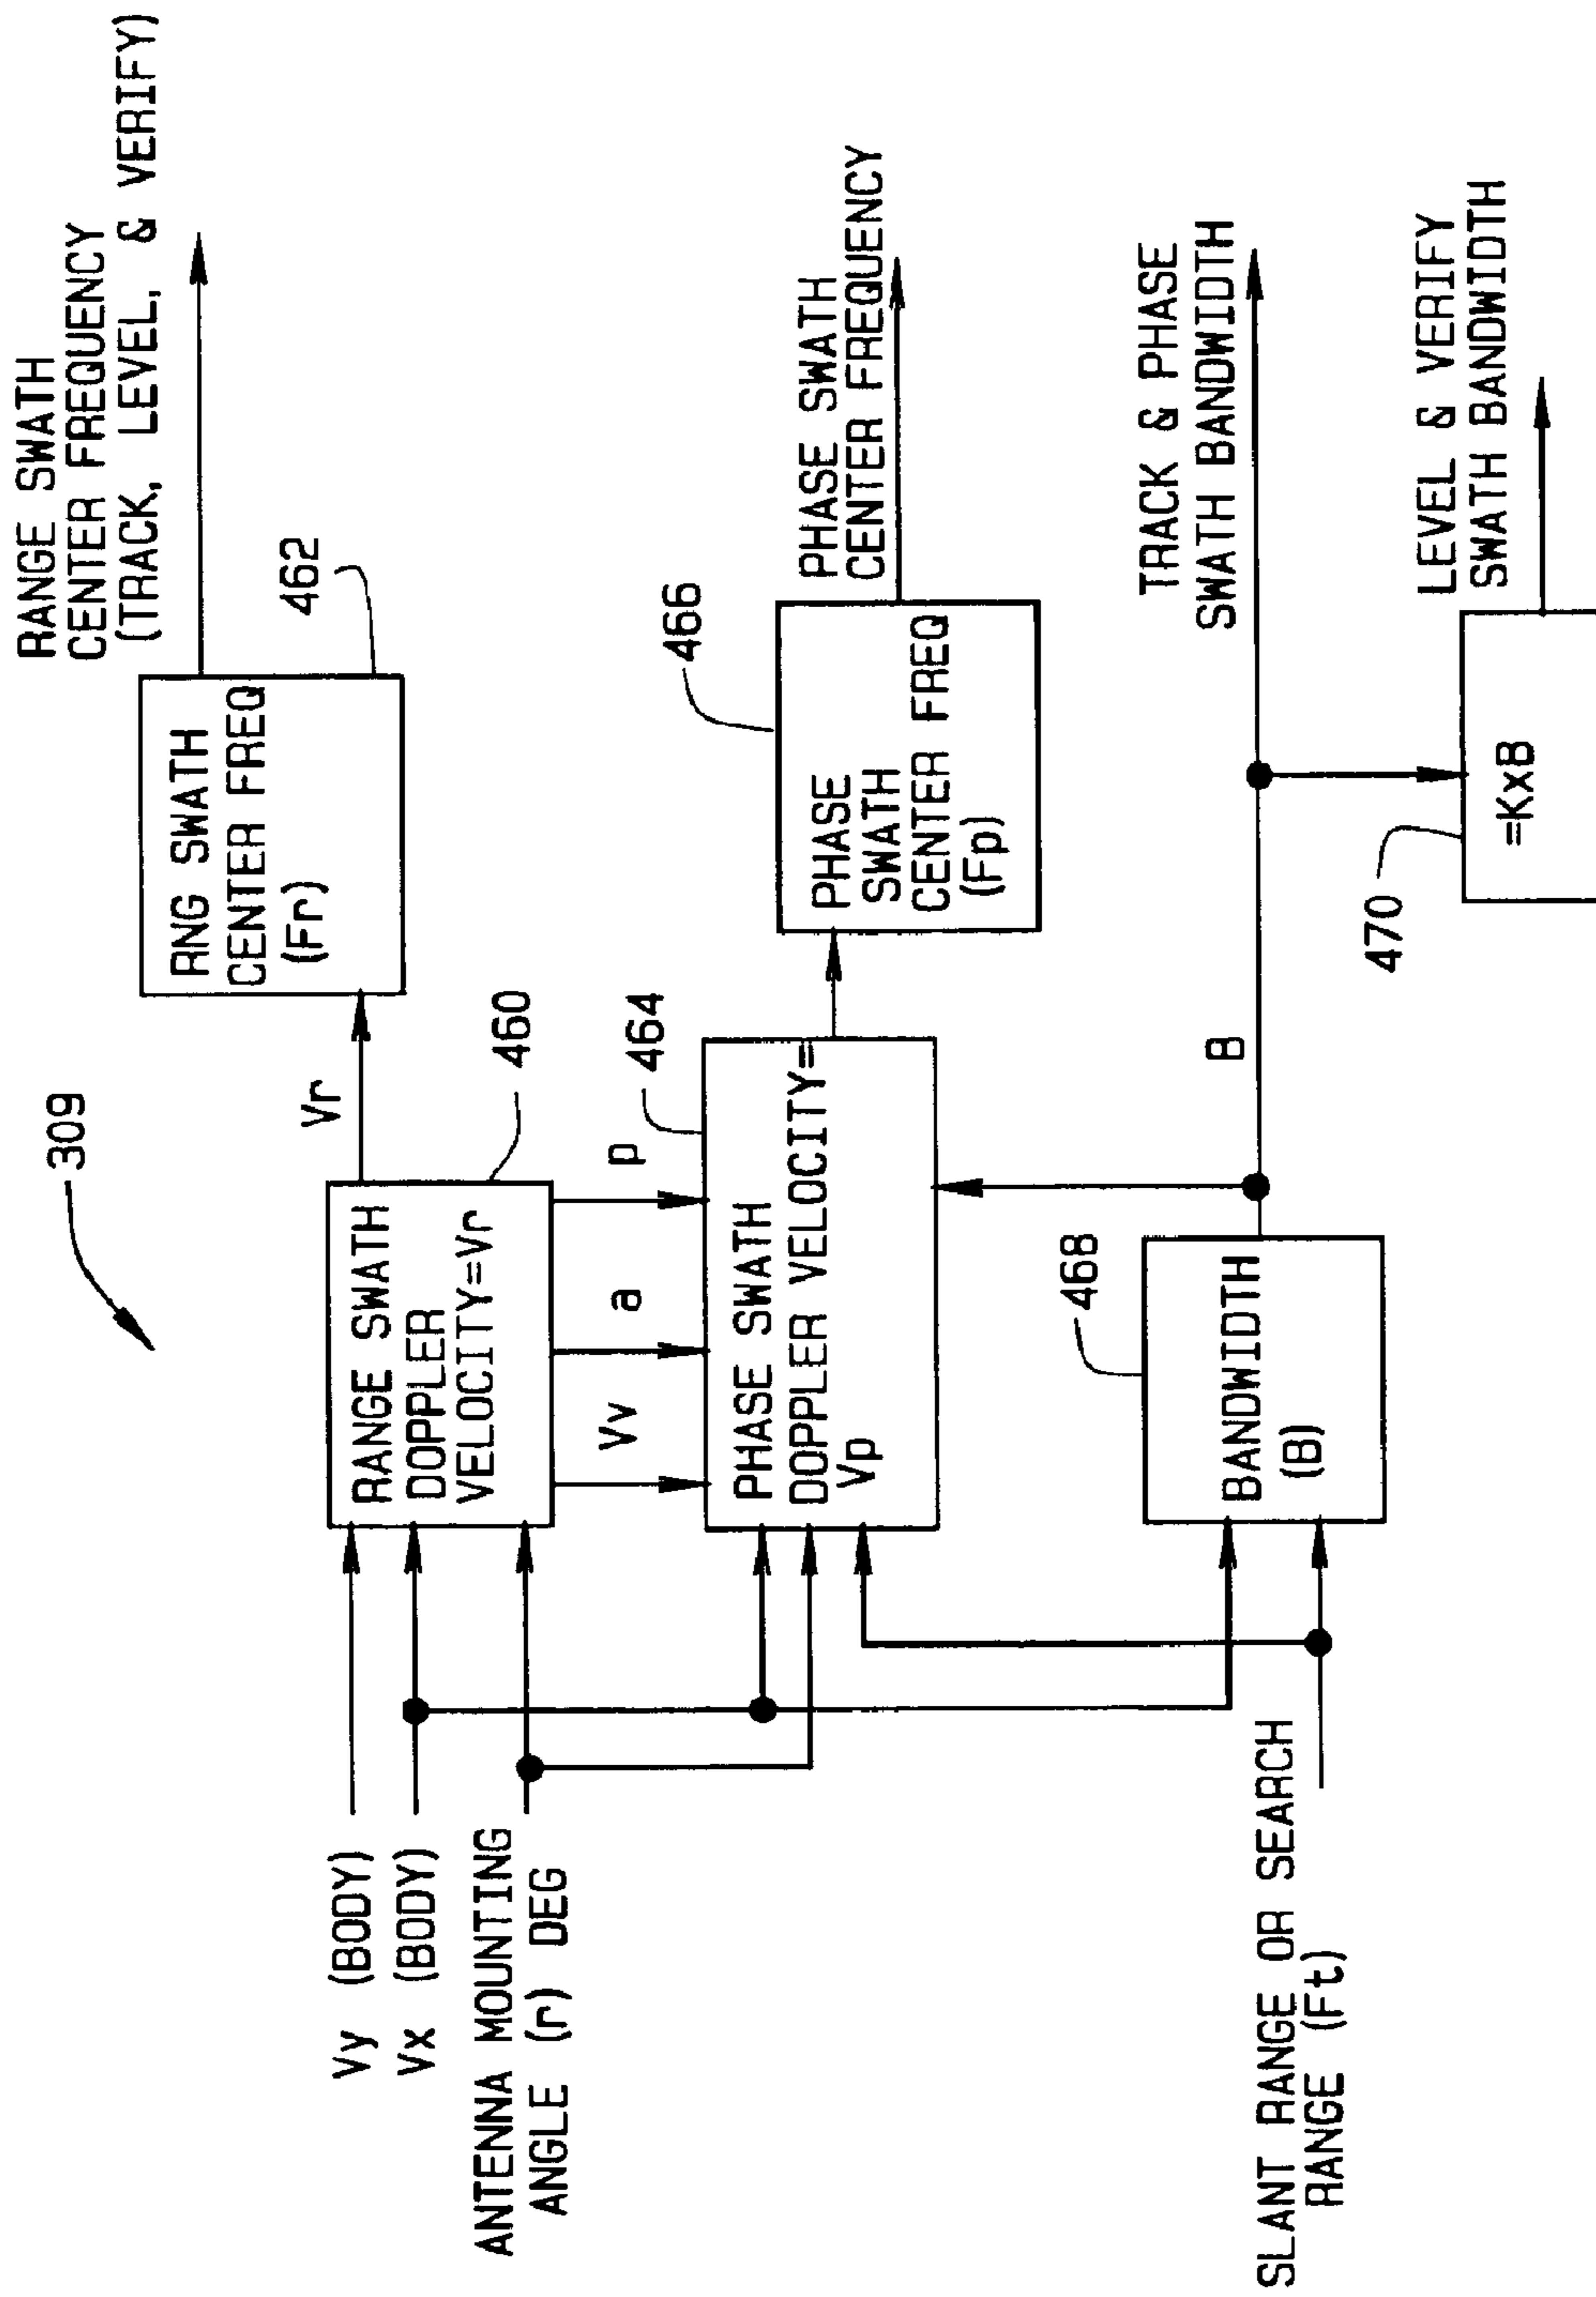 309
RANGE SWATH
CENTER FREQUENCY
(TRACK, LEVEL, & VERIFY)
RNG SWATH
CENTER FREQ
(Fr)
462
Vr
Vy (BODY)
Vx (BODY)
ANTENNA MOUNTING
ANGLE (r) DEG
RANGE SWATH
DOPPLER
VELOCITY=Vr
460
Vv
a
p
464
PHASE SWATH
DOPPLER VELOCITY=
Vp
466
PHASE
SWATH
CENTER FREQ
(Fp)
PHASE SWATH
CENTER FREQUENCY
468
BANDWIDTH
(B)
B
TRACK & PHASE
SWATH BANDWIDTH
SLANT RANGE OR SEARCH
RANGE (Ft)
470
=KxB
LEVEL & VERIFY
SWATH BANDWIDTH